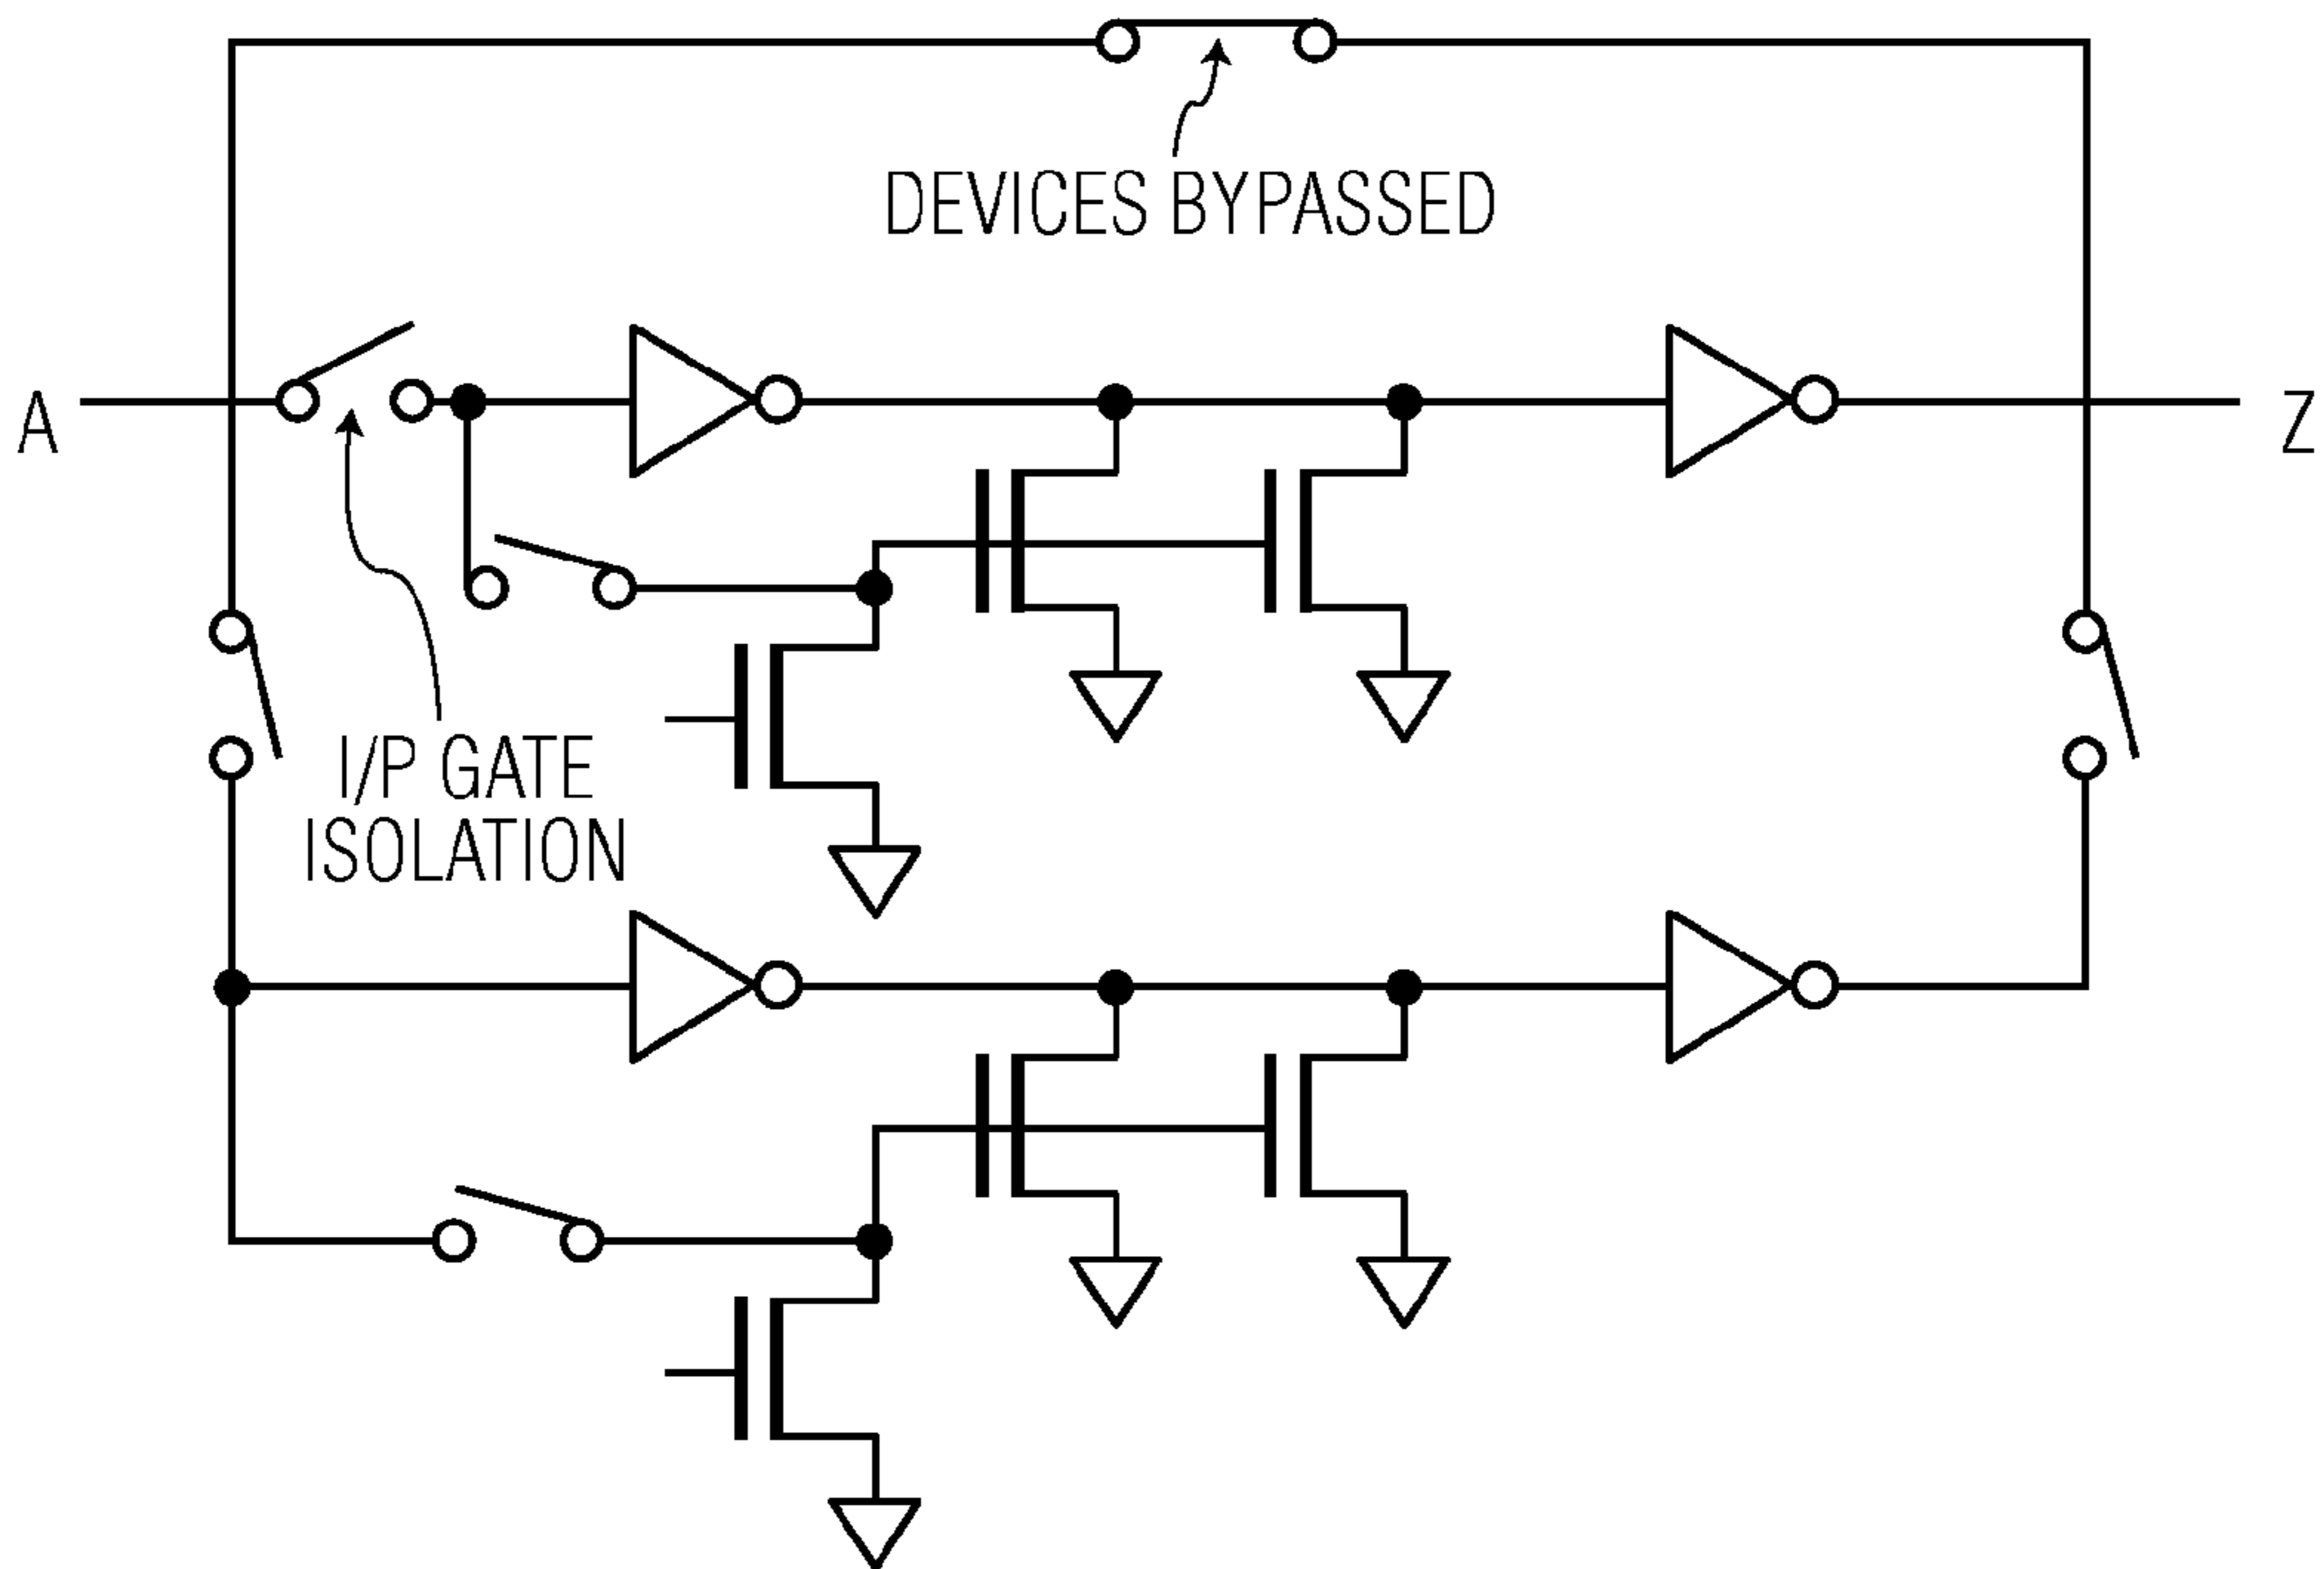 DEVICES BYPASSED
A
Z
I/P GATE
ISOLATION